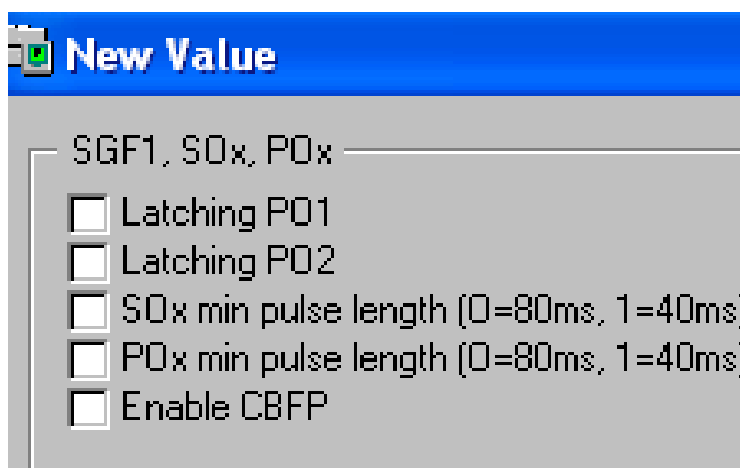 New Value
SGF1, SOx, POx
Latching PO1
Latching PO2
SOx min pulse length (0=80ms, 1=40ms)
POx min pulse length (0=80ms, 1=40ms)
Enable CBFP